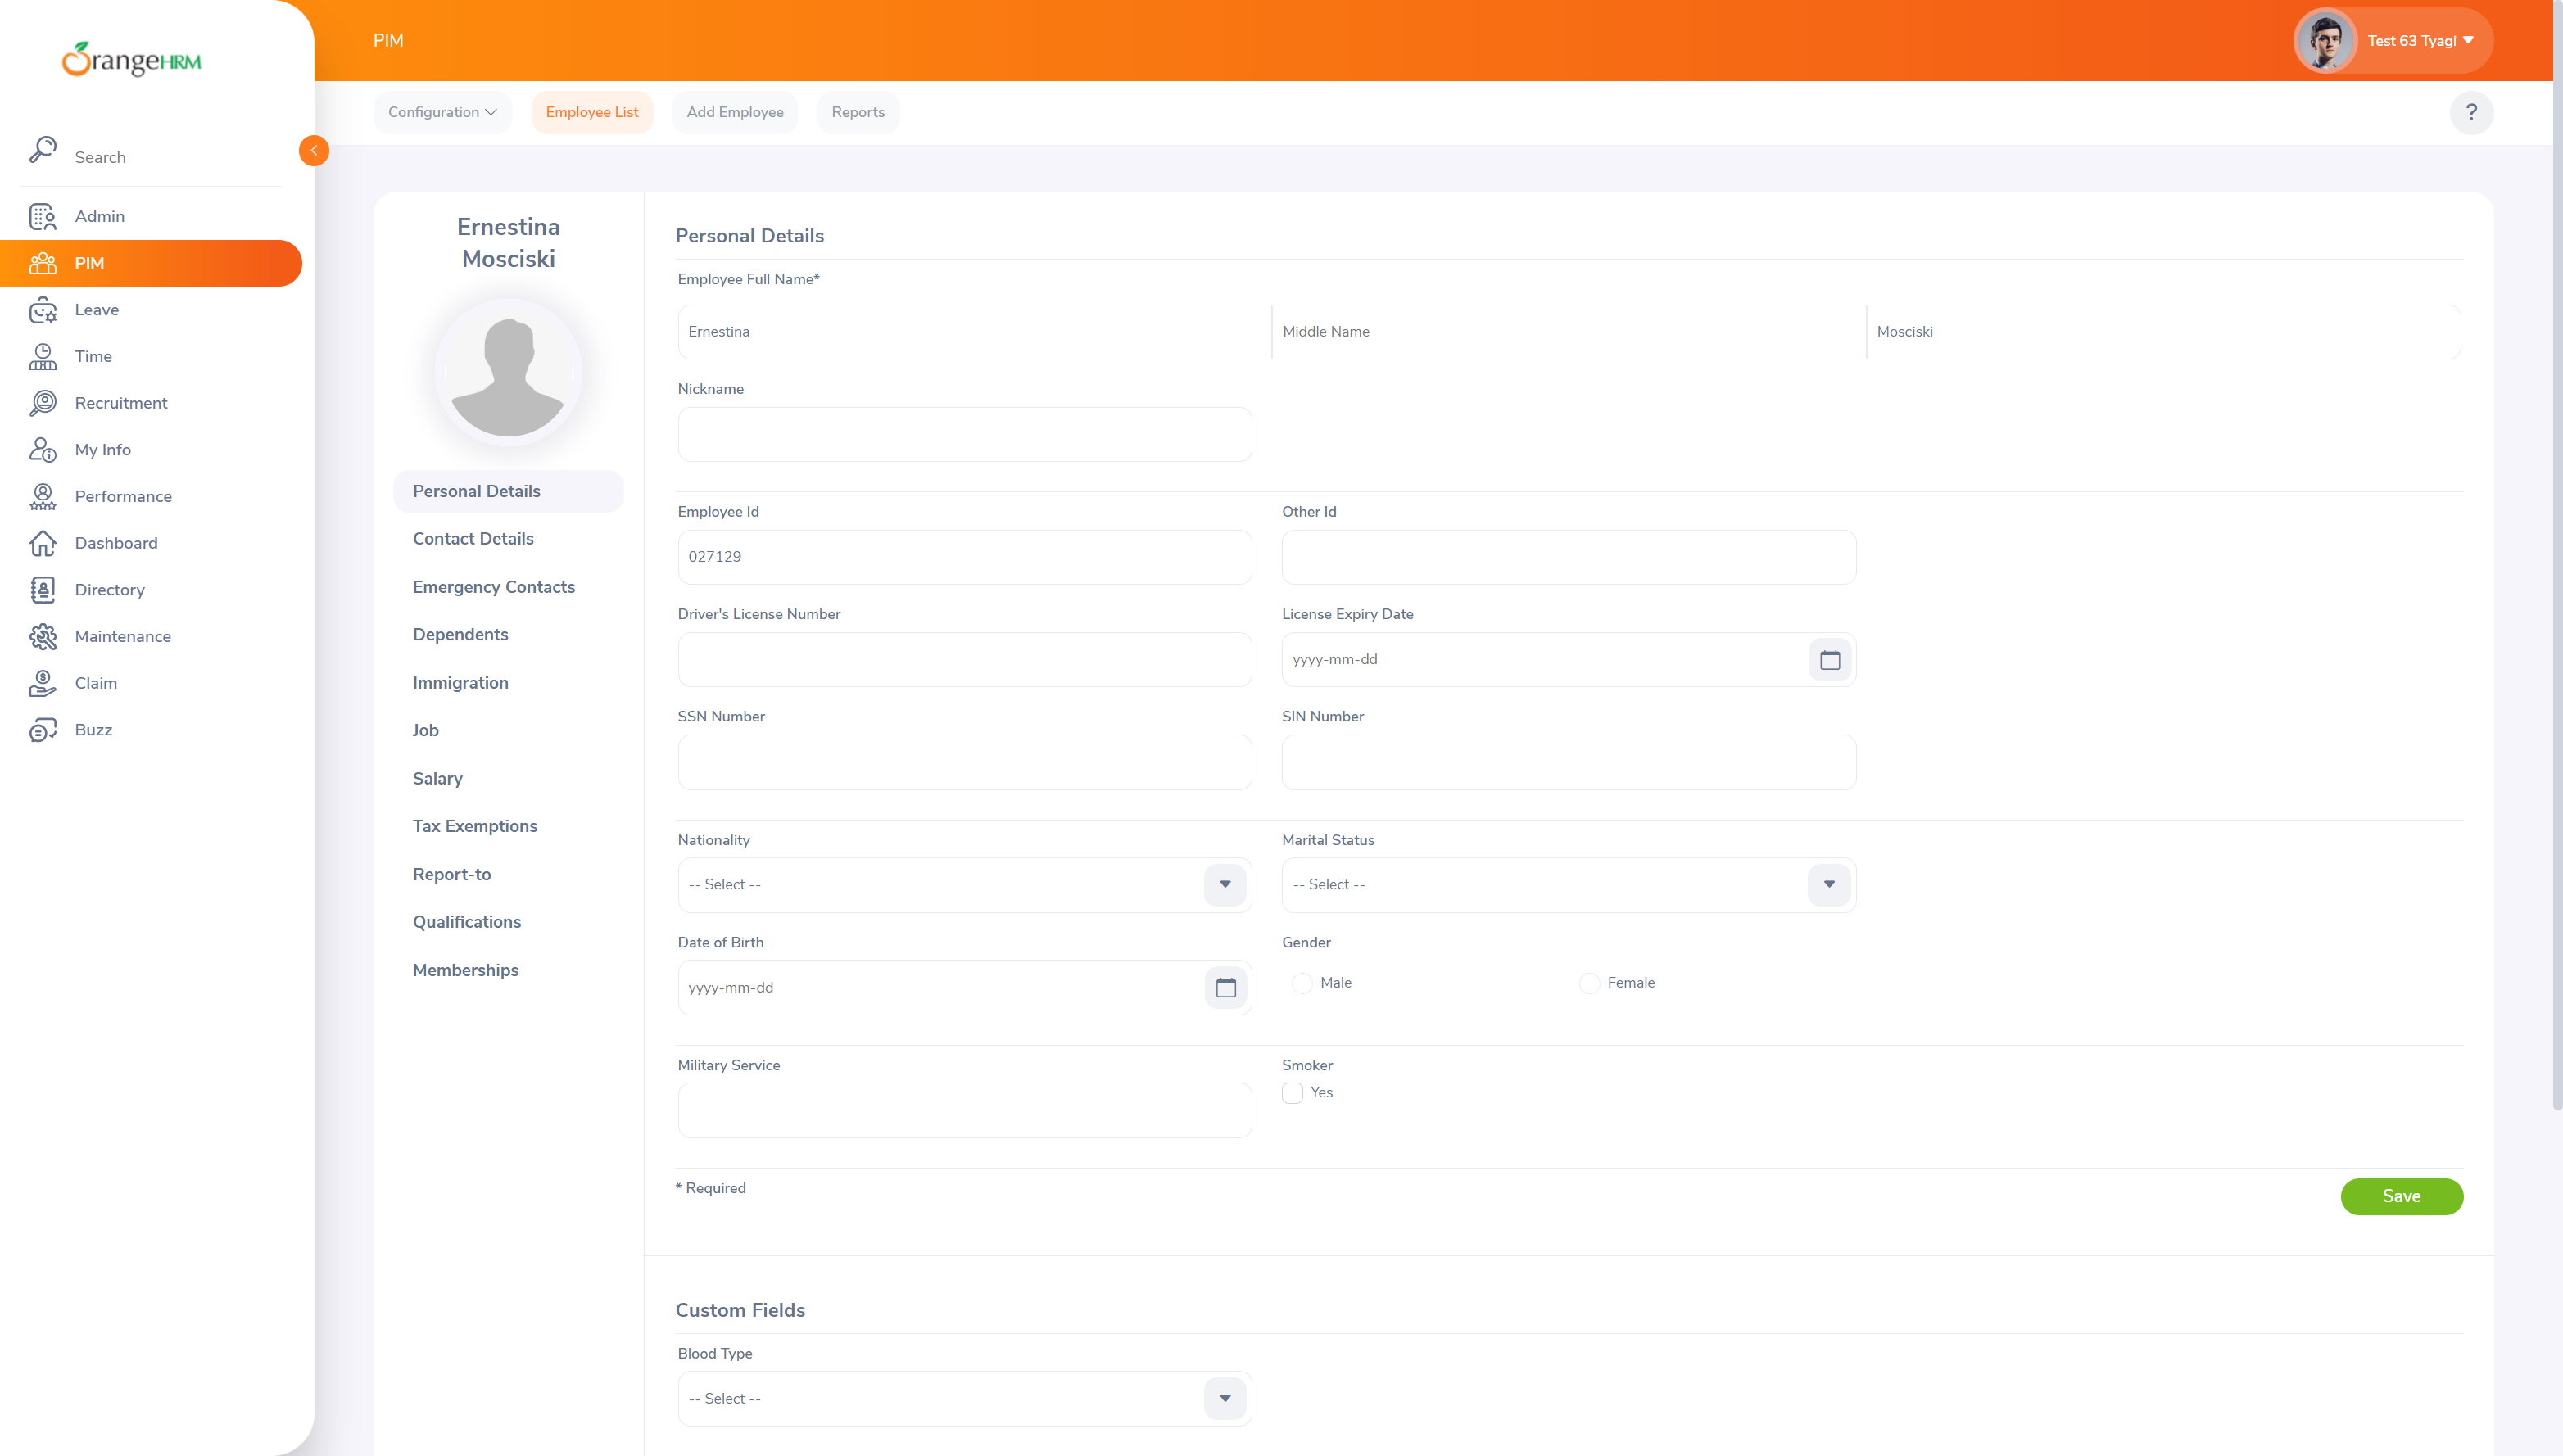 OrangeHRM
PIM
Test 63 Tyagi
Configuration
Employee List
Add Employee
Reports
?
Search
Admin
PIM
Leave
Time
Recruitment
My Info
Performance
Dashboard
Directory
Maintenance
Claim
Buzz
Ernestina
Mosciski
Personal Details
Contact Details
Emergency Contacts
Dependents
Immigration
Job
Salary
Tax Exemptions
Report-to
Qualifications
Memberships
Personal Details
Employee Full Name*
Ernestina
Middle Name
Mosciski
Nickname
Employee Id
Other Id
027129
Driver's License Number
License Expiry Date
yyyy-mm-dd
SSN Number
SIN Number
Nationality
Marital Status
-- Select --
-- Select --
Date of Birth
Gender
yyyy-mm-dd
Male
Female
Military Service
Smoker
Yes
* Required
Save
Custom Fields
Blood Type
-- Select --